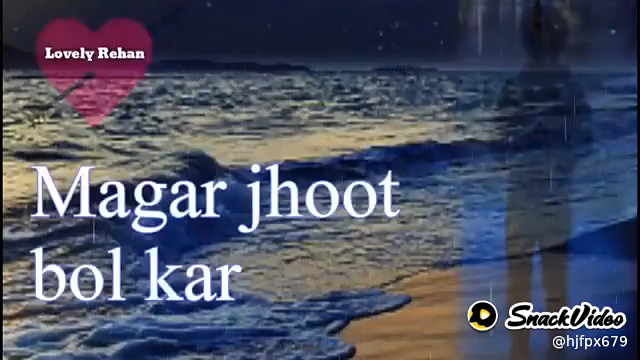 Lovely Rehan
Magar jhoot
bol kar
SnackVideo
@hjfpx679